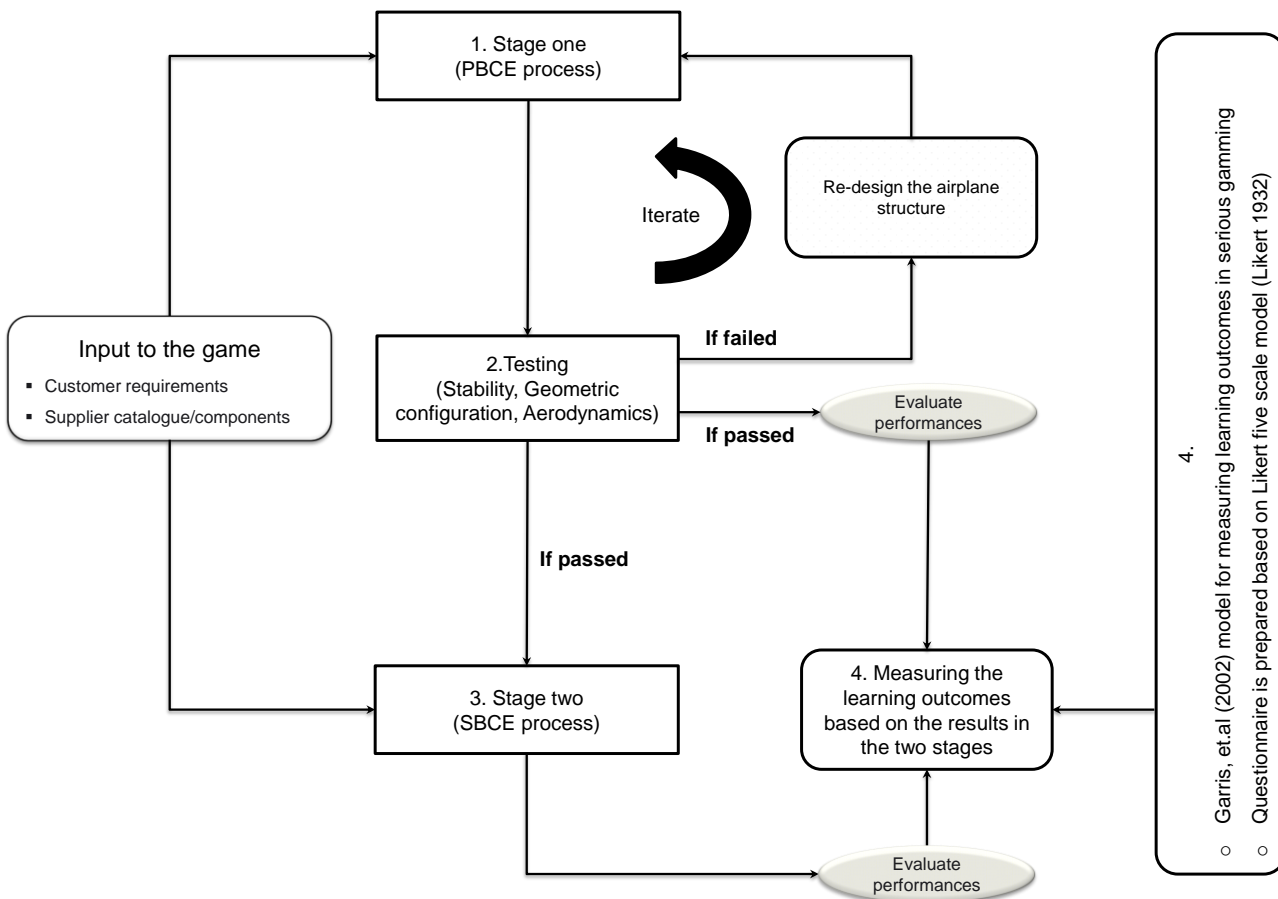 1. Stage one
(PBCE process)
Iterate
Re-design the airplane
structure
Input to the game
▪ Customer requirements
▪ Supplier catalogue/components
2.Testing
(Stability, Geometric
configuration, Aerodynamics)
If failed
If passed
Evaluate
performances
If passed
3. Stage two
(SBCE process)
4. Measuring the
learning outcomes
based on the results in
the two stages
Evaluate
performances
4.
○ Garris, et.al (2002) model for measuring learning outcomes in serious gamming
○ Questionnaire is prepared based on Likert five scale model (Likert 1932)